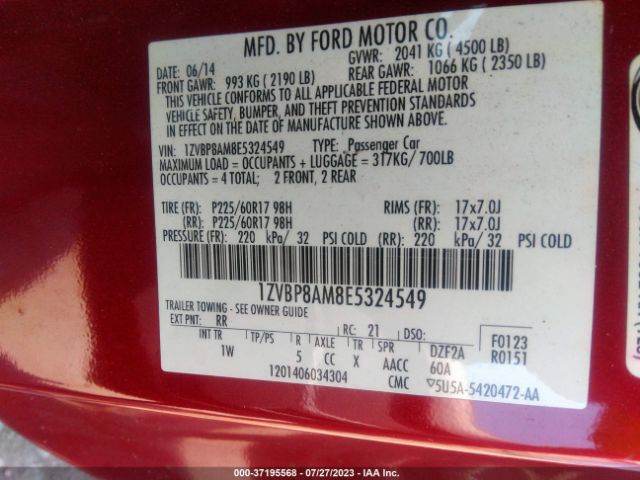 MFD. BY FORD MOTOR CO.
DATE: 06/14 GVWR: 2041 KG ( 4500 LB)
FRONT GAWR: 993 KG ( 2190 LB) REAR GAWR: 1066 KG ( 2350 LB)
THIS VEHICLE CONFORMS TO ALL APPLICABLE FEDERAL MOTOR
VEHICLE SAFETY, BUMPER, AND THEFT PREVENTION STANDARDS
IN EFFECT ON THE DATE OF MANUFACTURE SHOWN ABOVE.
VIN: 1ZVBP8AM8E5324549 TYPE: Passenger Car
MAXIMUM LOAD = OCCUPANTS + LUGGAGE = 317KG/ 700LB
OCCUPANTS = 4 TOTAL; 2 FRONT, 2 REAR
TIRE (FR): P225/60R17 98H RIMS (FR): 17x7.0J
(RR): P225/60R17 98H (RR): 17x7.0J
PRESSURE (FR): 220 kPa/ 32 PSI COLD (RR): 220 kPa/ 32 PSI COLD
1ZVBP8AM8E5324549
TRAILER TOWING - SEE OWNER GUIDE
EXT PNT: RR RC: 21 DSO: F0123
INT TR TP/PS R AXLE TR SPR DZF2A R0151
1W 5 CC X AACC 60A
1201406034304 CMC 5U5A-5420472-AA
000-37195568 | 07/27/2023 | IAA Inc.